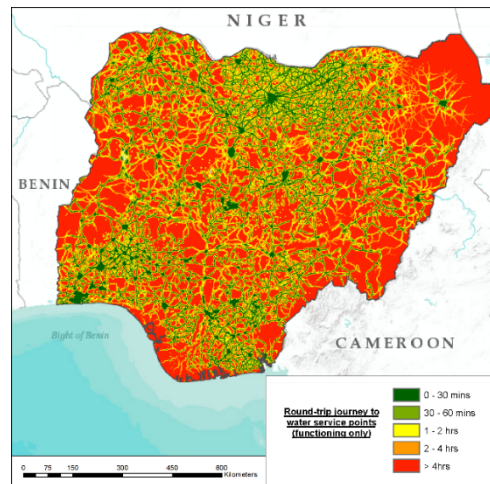 NIGER
BENIN
Bight of Benin
CAMEROON
Round-trip journey to
water service points
(functioning only)
0 - 30 mins
30 - 60 mins
1 - 2 hrs
2 - 4 hrs
> 4hrs
0 75 150 300 450 600
Kilometers